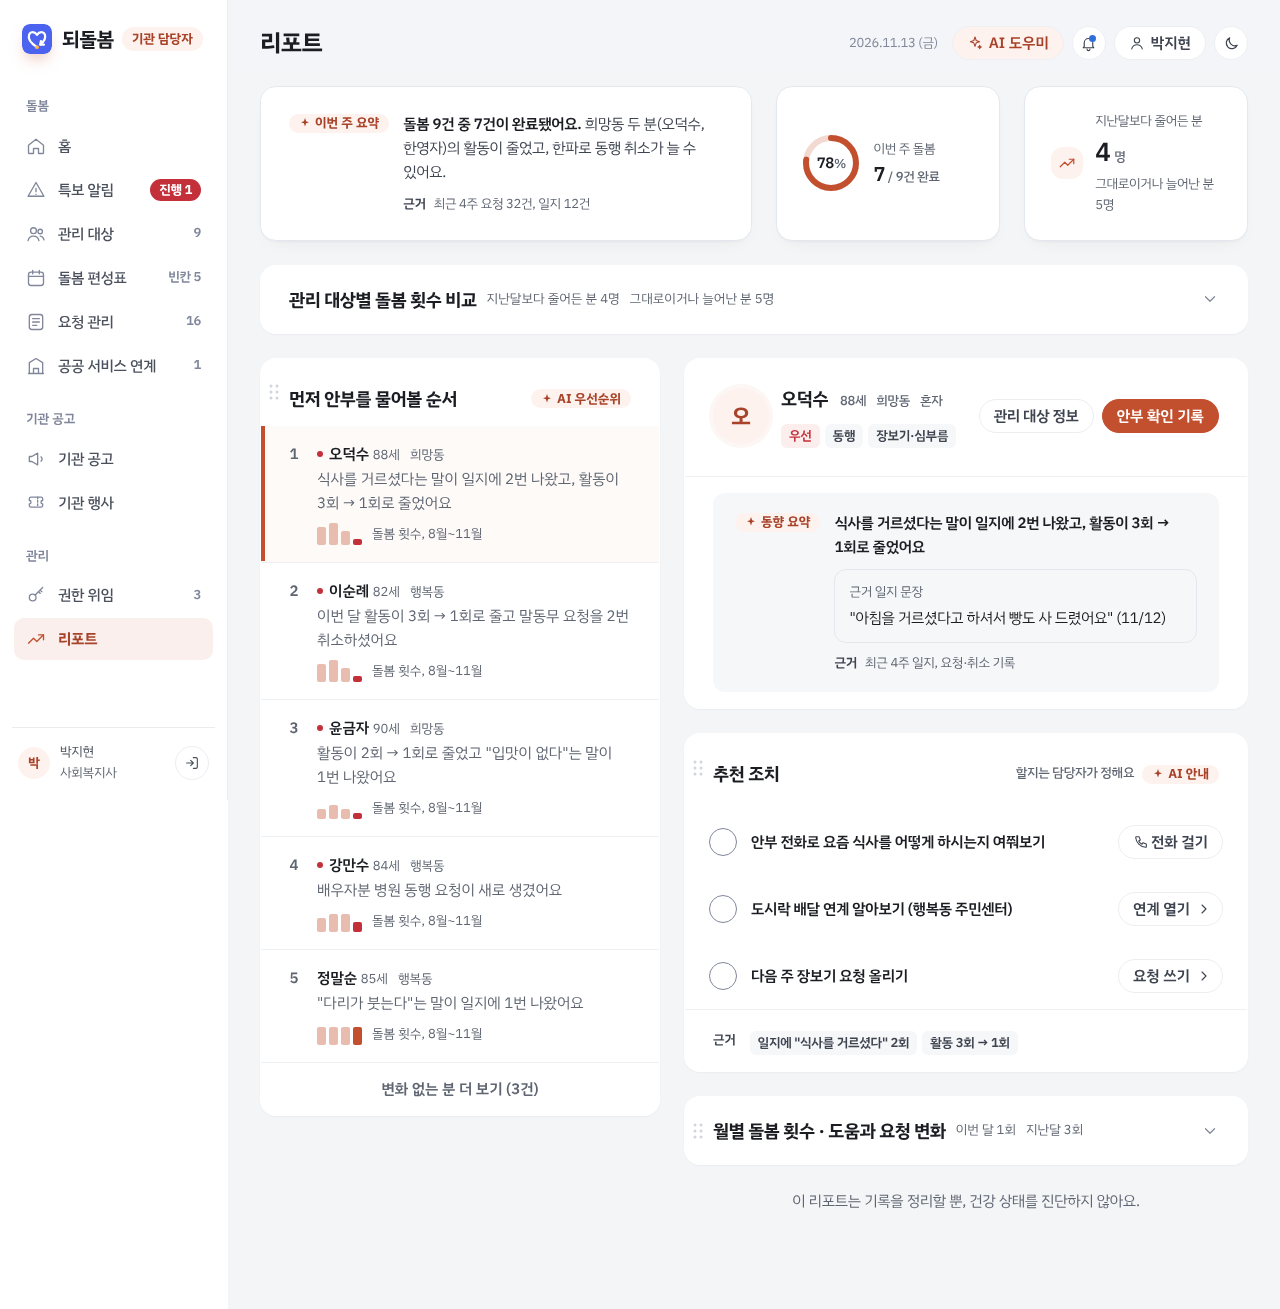 되돌봄 기관 담당자
돌봄
홈
특보 알림 진행 1
관리 대상 9
돌봄 편성표 빈칸 5
요청 관리 16
공공 서비스 연계 1
기관 공고
기관 공고
기관 행사
관리
권한 위임 3
리포트
박 박지현
사회복지사
리포트
2026.11.13 (금) AI 도우미 박지현
이번 주 요약
돌봄 9건 중 7건이 완료됐어요. 희망동 두 분(오덕수,
한영자)의 활동이 줄었고, 한파로 동행 취소가 늘 수
있어요.
근거 최근 4주 요청 32건, 일지 12건
78%
이번 주 돌봄
7 / 9건 완료
지난달보다 줄어든 분
4 명
그대로이거나 늘어난 분
5명
관리 대상별 돌봄 횟수 비교 지난달보다 줄어든 분 4명 그대로이거나 늘어난 분 5명
먼저 안부를 물어볼 순서 AI 우선순위
1 오덕수 88세 희망동
식사를 거르셨다는 말이 일지에 2번 나왔고, 활동이
3회 → 1회로 줄었어요
돌봄 횟수, 8월~11월
2 이순례 82세 행복동
이번 달 활동이 3회 → 1회로 줄고 말동무 요청을 2번
취소하셨어요
돌봄 횟수, 8월~11월
3 윤금자 90세 희망동
활동이 2회 → 1회로 줄었고 "입맛이 없다"는 말이
1번 나왔어요
돌봄 횟수, 8월~11월
4 강만수 84세 행복동
배우자분 병원 동행 요청이 새로 생겼어요
돌봄 횟수, 8월~11월
5 정말순 85세 행복동
"다리가 붓는다"는 말이 일지에 1번 나왔어요
돌봄 횟수, 8월~11월
변화 없는 분 더 보기 (3건)
오 오덕수 88세 희망동 혼자
우선 동행 장보기·심부름
관리 대상 정보 안부 확인 기록
동향 요약
식사를 거르셨다는 말이 일지에 2번 나왔고, 활동이 3회 →
1회로 줄었어요
근거 일지 문장
"아침을 거르셨다고 하셔서 빵도 사 드렸어요" (11/12)
근거 최근 4주 일지, 요청·취소 기록
추천 조치 할지는 담당자가 정해요 AI 안내
안부 전화로 요즘 식사를 어떻게 하시는지 여쭤보기 전화 걸기
도시락 배달 연계 알아보기 (행복동 주민센터) 연계 열기
다음 주 장보기 요청 올리기 요청 쓰기
근거 일지에 "식사를 거르셨다" 2회 활동 3회 → 1회
월별 돌봄 횟수 · 도움과 요청 변화 이번 달 1회 지난달 3회
이 리포트는 기록을 정리할 뿐, 건강 상태를 진단하지 않아요.